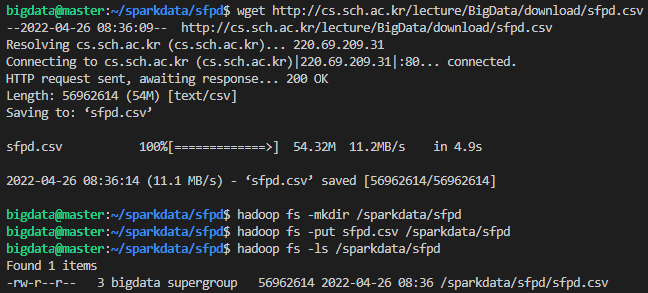 bigdata@master:~/sparkdata/sfpd$ wget http://cs.sch.ac.kr/lecture/BigData/download/sfpd.csv
--2022-04-26 08:36:09--  http://cs.sch.ac.kr/lecture/BigData/download/sfpd.csv
Resolving cs.sch.ac.kr (cs.sch.ac.kr)... 220.69.209.31
Connecting to cs.sch.ac.kr (cs.sch.ac.kr)|220.69.209.31|:80... connected.
HTTP request sent, awaiting response... 200 OK
Length: 56962614 (54M) [text/csv]
Saving to: ‘sfpd.csv’
sfpd.csv            100%[=============>]  54.32M  11.2MB/s    in 4.9s
2022-04-26 08:36:14 (11.1 MB/s) - ‘sfpd.csv’ saved [56962614/56962614]
bigdata@master:~/sparkdata/sfpd$ hadoop fs -mkdir /sparkdata/sfpd
bigdata@master:~/sparkdata/sfpd$ hadoop fs -put sfpd.csv /sparkdata/sfpd
bigdata@master:~/sparkdata/sfpd$ hadoop fs -ls /sparkdata/sfpd
Found 1 items
-rw-r--r--   3 bigdata supergroup   56962614 2022-04-26 08:36 /sparkdata/sfpd/sfpd.csv